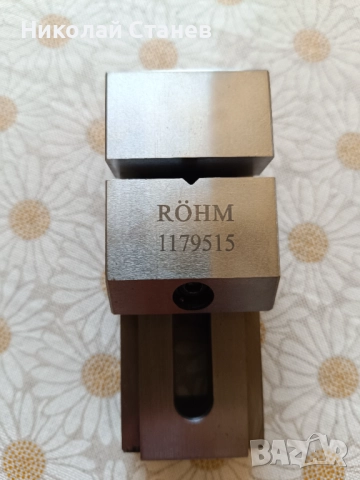 Николай Станев
RÖHM
1179515
BAZAR
bg